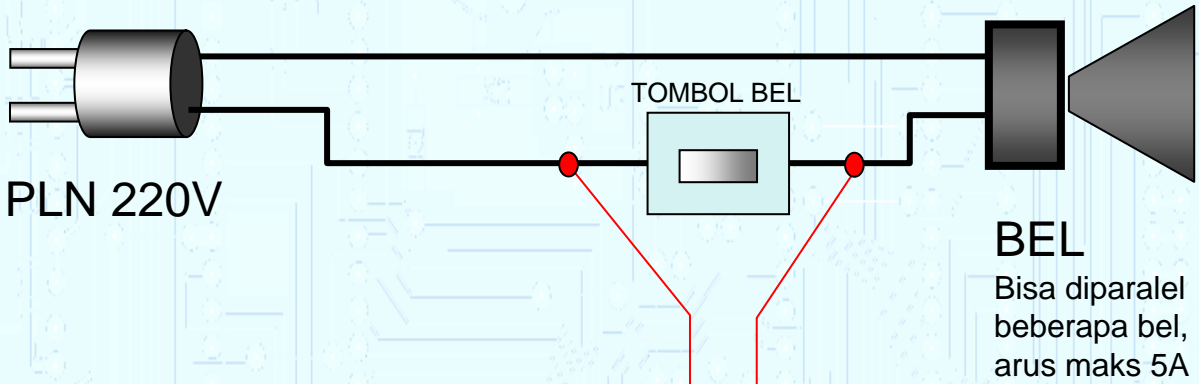 TOMBOL BEL
PLN 220V
BEL
Bisa diparalel
beberapa bel,
arus maks 5A